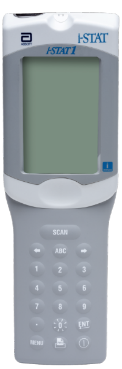 a i-STAT
i-STAT 1
i
SCAN
← ABC →
1 2 3
4 5 6
7 8 9
. 0 ENT
MENU